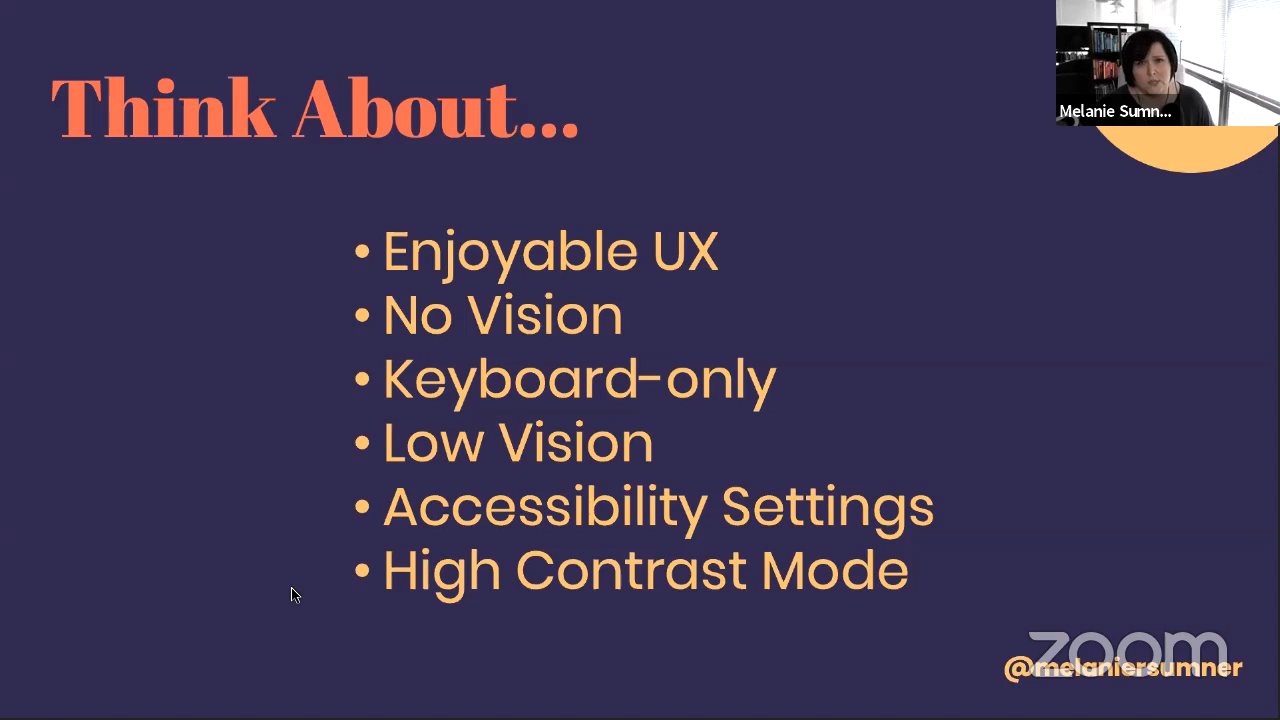 Think About...
Melanie Sumn...
• Enjoyable UX
• No Vision
• Keyboard-only
• Low Vision
• Accessibility Settings
• High Contrast Mode
zoom
@melaniersumner